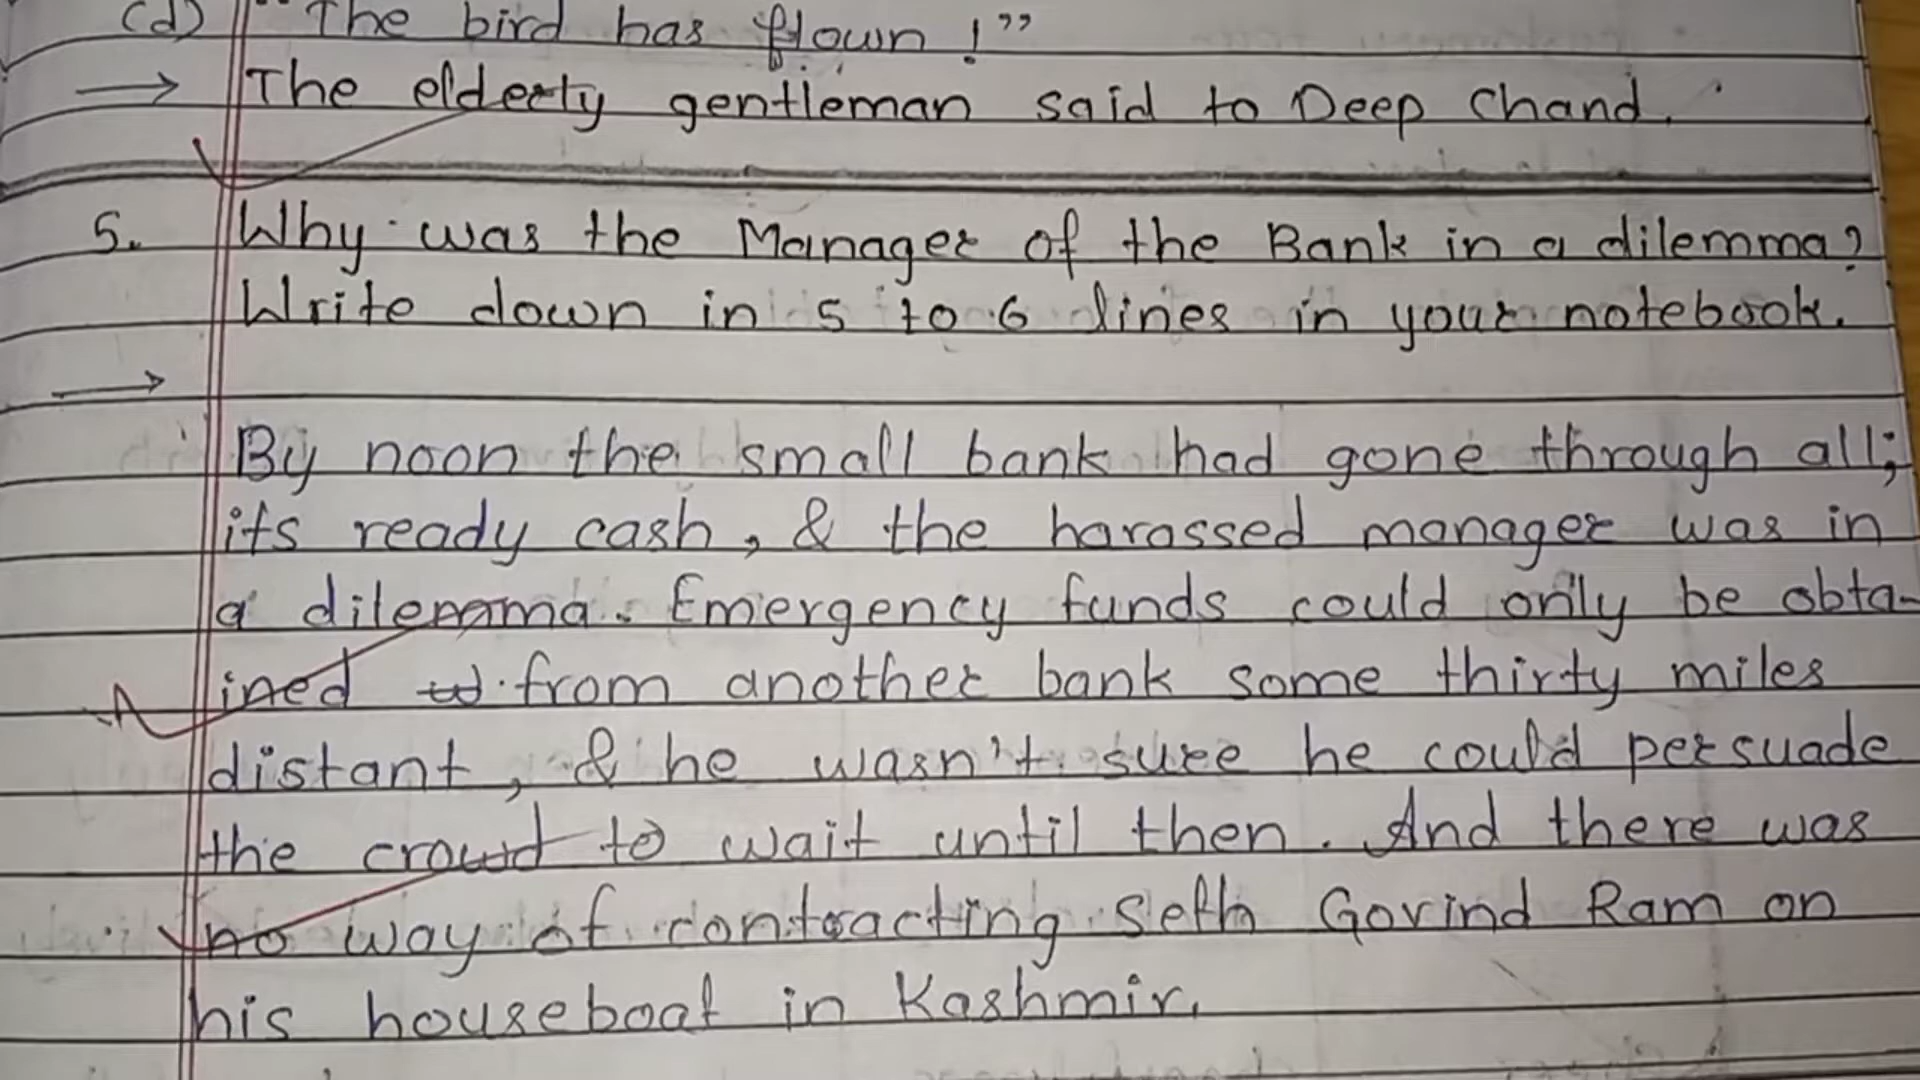 (d) "The bird has flown!"
→ The elderly gentleman said to Deep Chand.
5. Why was the Manager of the Bank in a dilemma?
Write down in 5 to 6 lines in your notebook.
→
By noon the small bank had gone through all;
its ready cash, & the harassed manager was in
a dilemma. Emergency funds could only be obta-
ined from another bank some thirty miles
distant, & he wasn't suree he could persuade
the crowd to wait until then. And there was
no way of contracting Seth Govind Ram on
his houseboat in Kashmir.